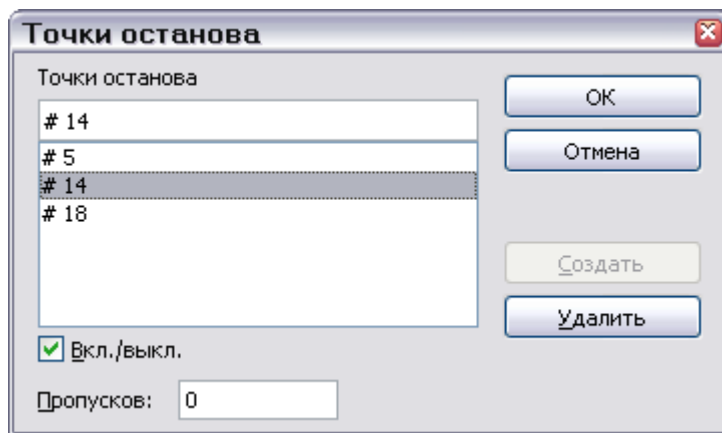 Точки останова
Точки останова
# 14
# 5
# 14
# 18
Вкл./выкл.
Пропусков: 0
ОК
Отмена
Создать
Удалить